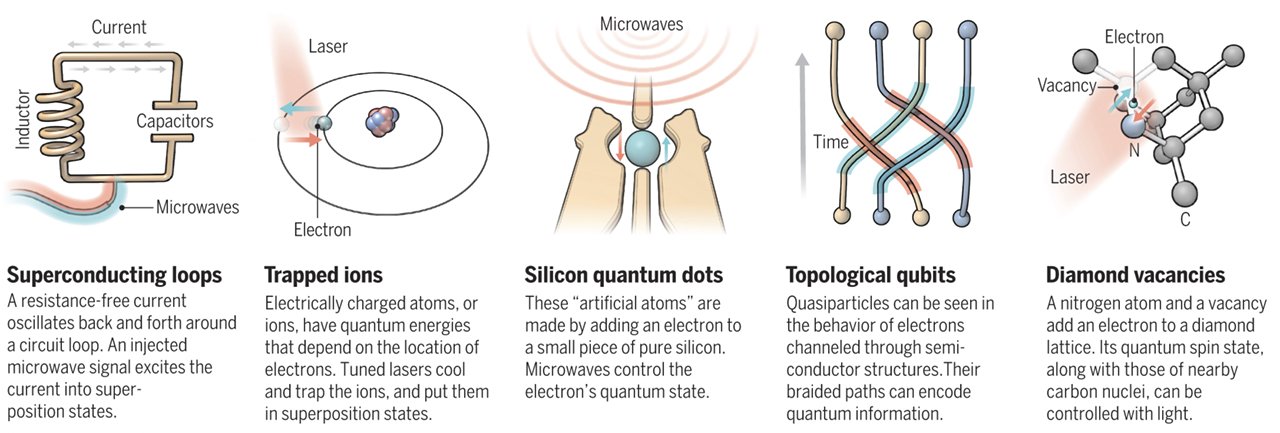 Current
Inductor
Capacitors
Microwaves
Superconducting loops
A resistance-free current
oscillates back and forth around
a circuit loop. An injected
microwave signal excites the
current into super-
position states.
Laser
Electron
Trapped ions
Electrically charged atoms, or
ions, have quantum energies
that depend on the location of
electrons. Tuned lasers cool
and trap the ions, and put them
in superposition states.
Microwaves
Silicon quantum dots
These “artificial atoms” are
made by adding an electron to
a small piece of pure silicon.
Microwaves control the
electron’s quantum state.
Time
Topological qubits
Quasiparticles can be seen in
the behavior of electrons
channeled through semi-
conductor structures.Their
braided paths can encode
quantum information.
Electron
Vacancy
N
Laser
C
Diamond vacancies
A nitrogen atom and a vacancy
add an electron to a diamond
lattice. Its quantum spin state,
along with those of nearby
carbon nuclei, can be
controlled with light.